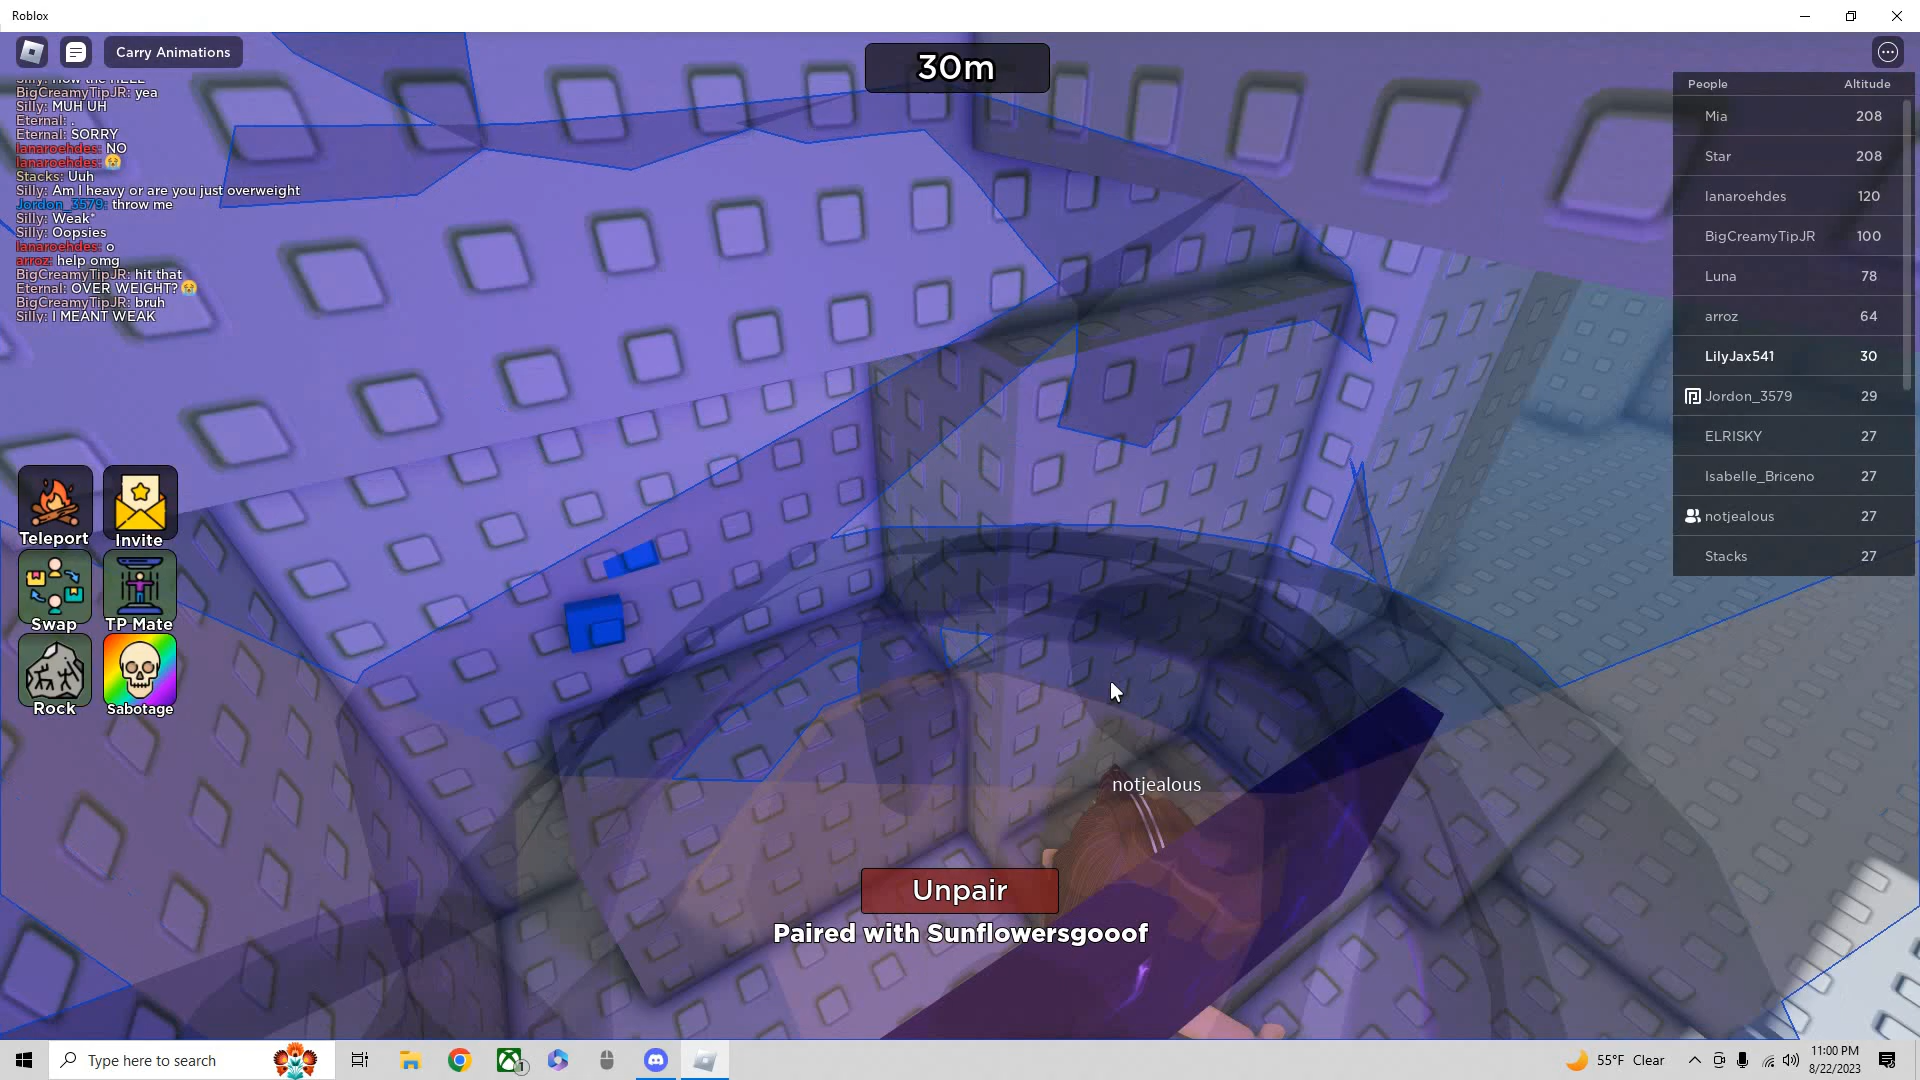 Roblox
Carry Animations
30m
Silly: How the HELL
BigCreamyTipJR: yea
Silly: MUH UH
Eternal: .
Eternal: SORRY
lanaroehdes: NO
lanaroehdes: 😭
Stacks: Uuh
Silly: Am I heavy or are you just overweight
Jordon_3579: throw me
Silly: Weak*
Silly: Oopsies
lanaroehdes: o
arroz: help omg
BigCreamyTipJR: hit that
Eternal: OVER WEIGHT?😭
BigCreamyTipJR: bruh
Silly: I MEANT WEAK
People Altitude
Mia 208
Star 208
lanaroehdes 120
BigCreamyTipJR 100
Luna 78
arroz 64
LilyJax541 30
Jordon_3579 29
ELRISKY 27
Isabelle_Briceno 27
notjealous 27
Stacks 27
Teleport Invite
Swap TP Mate
Rock Sabotage
notjealous
Unpair
Paired with Sunflowersgooof
Type here to search
1
55°F Clear
11:00 PM
8/22/2023